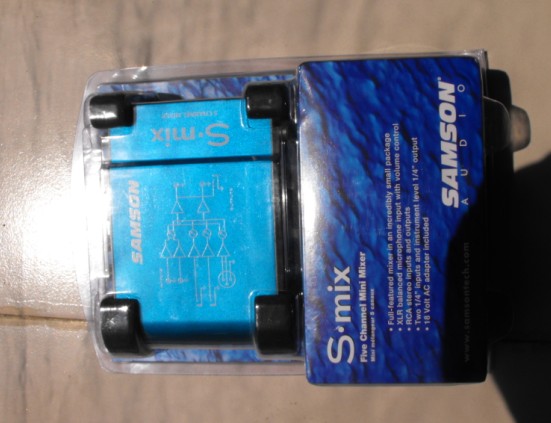 SAMSON
AUDIO
S·mix
Five Channel Mini Mixer
• Full-featured mixer in an incredibly small package
• XLR balanced microphone input with volume control
• RCA stereo inputs and outputs
• Two 1/4" inputs and instrument level 1/4" output
• 18 Volt AC adapter included
www.samsontech.com
S·mix
SAMSON